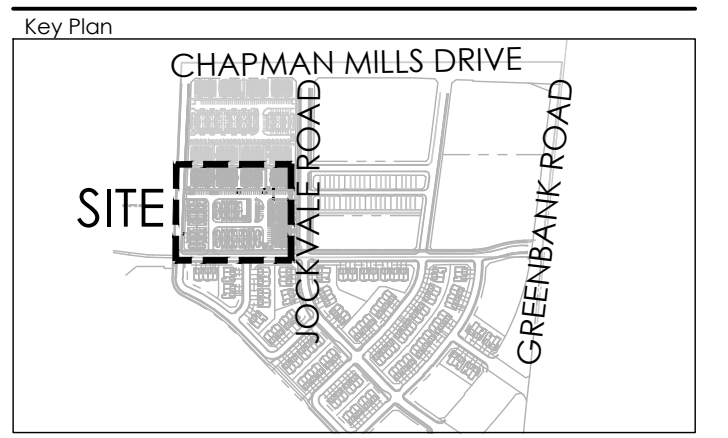 Key Plan
CHAPMAN MILLS DRIVE
JOCKVALE ROAD
GREENBANK ROAD
SITE